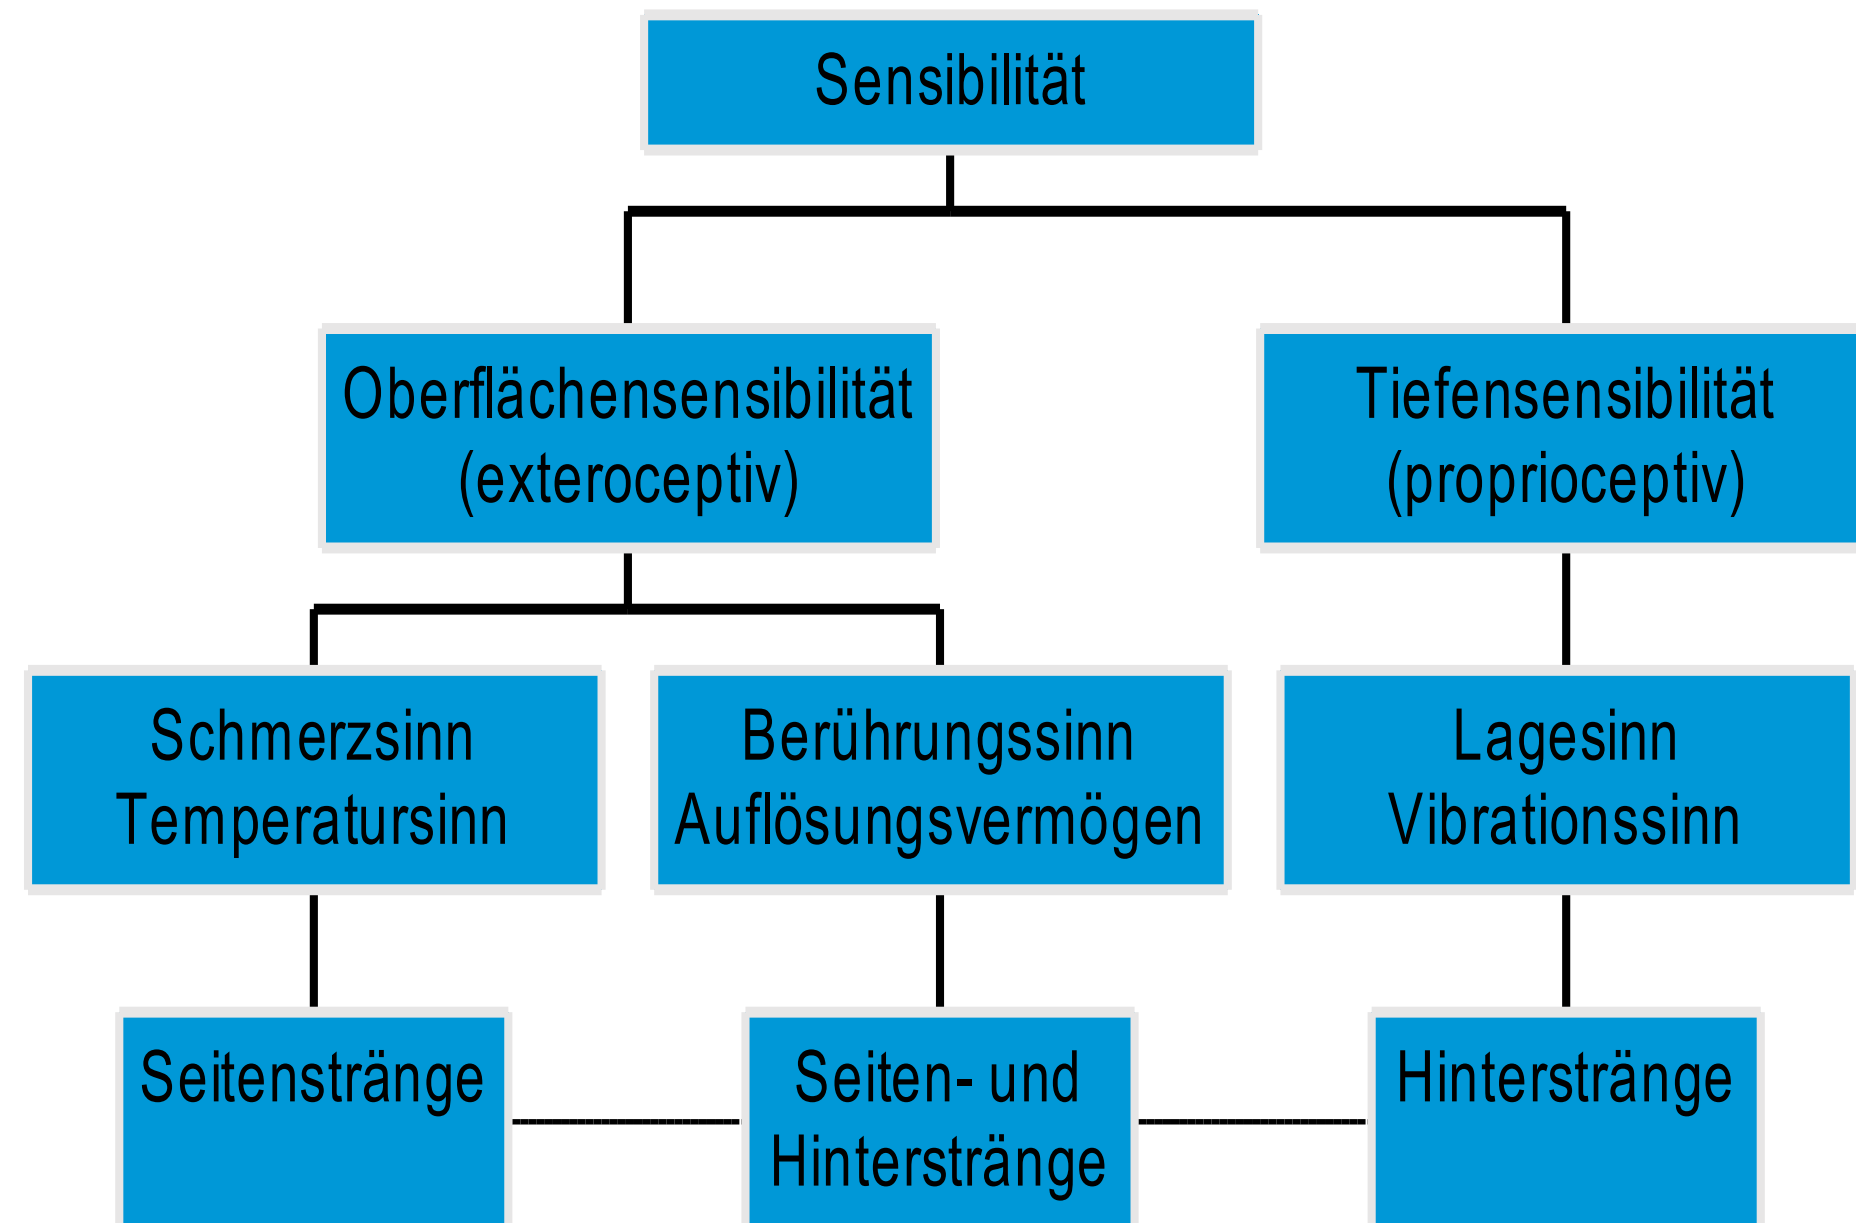 Sensibilität
Oberflächensensibilität
(exteroceptiv)
Tiefensensibilität
(proprioceptiv)
Schmerzsinn
Temperatursinn
Berührungssinn
Auflösungsvermögen
Lagesinn
Vibrationssinn
Seitenstränge
Seiten- und
Hinterstränge
Hinterstränge